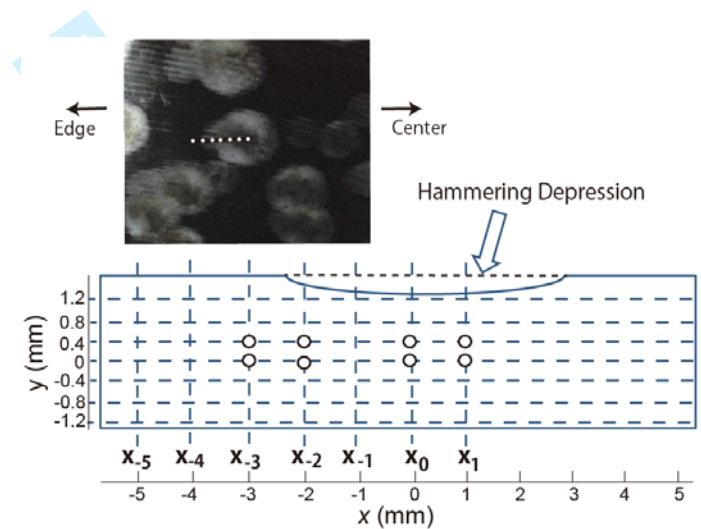 Edge
Center
Hammering Depression
y (mm)
1.2
0.8
0.4
0
-0.4
-0.8
-1.2
x-5 x-4 x-3 x-2 x-1 x0 x1
-5 -4 -3 -2 -1 0 1 2 3 4 5
x (mm)